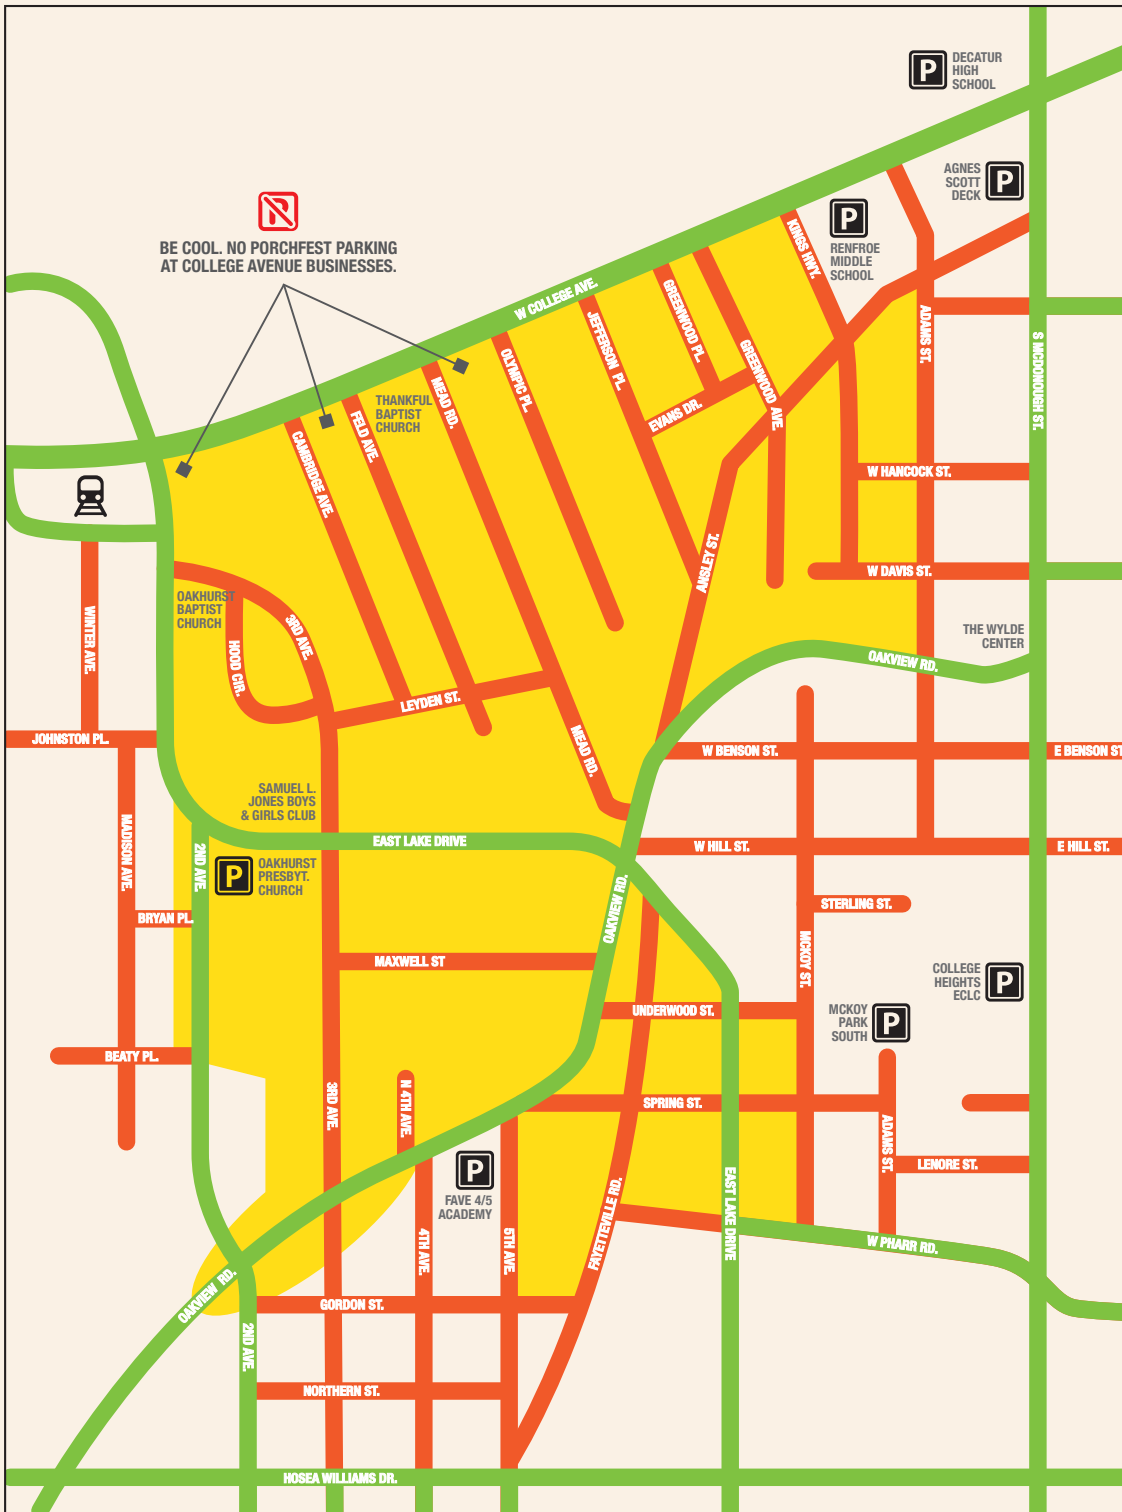 P
DECATUR
HIGH
SCHOOL
AGNES
SCOTT
DECK
P
P
RENFROE
MIDDLE
SCHOOL
P
BE COOL. NO PORCHFEST PARKING
AT COLLEGE AVENUE BUSINESSES.
W COLLEGE AVE.
KINGS HWY.
GREENWOOD PL.
GREENWOOD AVE.
JEFFERSON PL.
OLYMPIC PL.
EVANS DR.
MEAD RD.
THANKFUL
BAPTIST
CHURCH
FELD AVE.
CAMBRIDGE AVE.
ADAMS ST.
S MCDONOUGH ST.
W HANCOCK ST.
ANSLEY ST.
W DAVIS ST.
OAKHURST
BAPTIST
CHURCH
WINTER AVE.
HOOD CIR.
3RD AVE.
THE WYLDE
CENTER
OAKVIEW RD.
LEYDEN ST.
JOHNSTON PL.
MEAD RD.
W BENSON ST.
E BENSON ST
SAMUEL L.
JONES BOYS
& GIRLS CLUB
MADISON AVE.
2ND AVE.
EAST LAKE DRIVE
W HILL ST.
E HILL ST.
P
OAKHURST
PRESBYT.
CHURCH
OAKVIEW RD.
STERLING ST.
BRYAN PL.
MCKOY ST.
MAXWELL ST
COLLEGE
HEIGHTS
ECLC
P
UNDERWOOD ST.
MCKOY
PARK
SOUTH
P
BEATY PL.
3RD AVE.
N 4TH AVE.
SPRING ST.
ADAMS ST.
LENORE ST.
P
FAVE 4/5
ACADEMY
EAST LAKE DRIVE
FAYETTEVILLE RD.
4TH AVE.
5TH AVE.
W PHARR RD.
OAKVIEW RD.
GORDON ST.
2ND AVE.
NORTHERN ST.
HOSEA WILLIAMS DR.